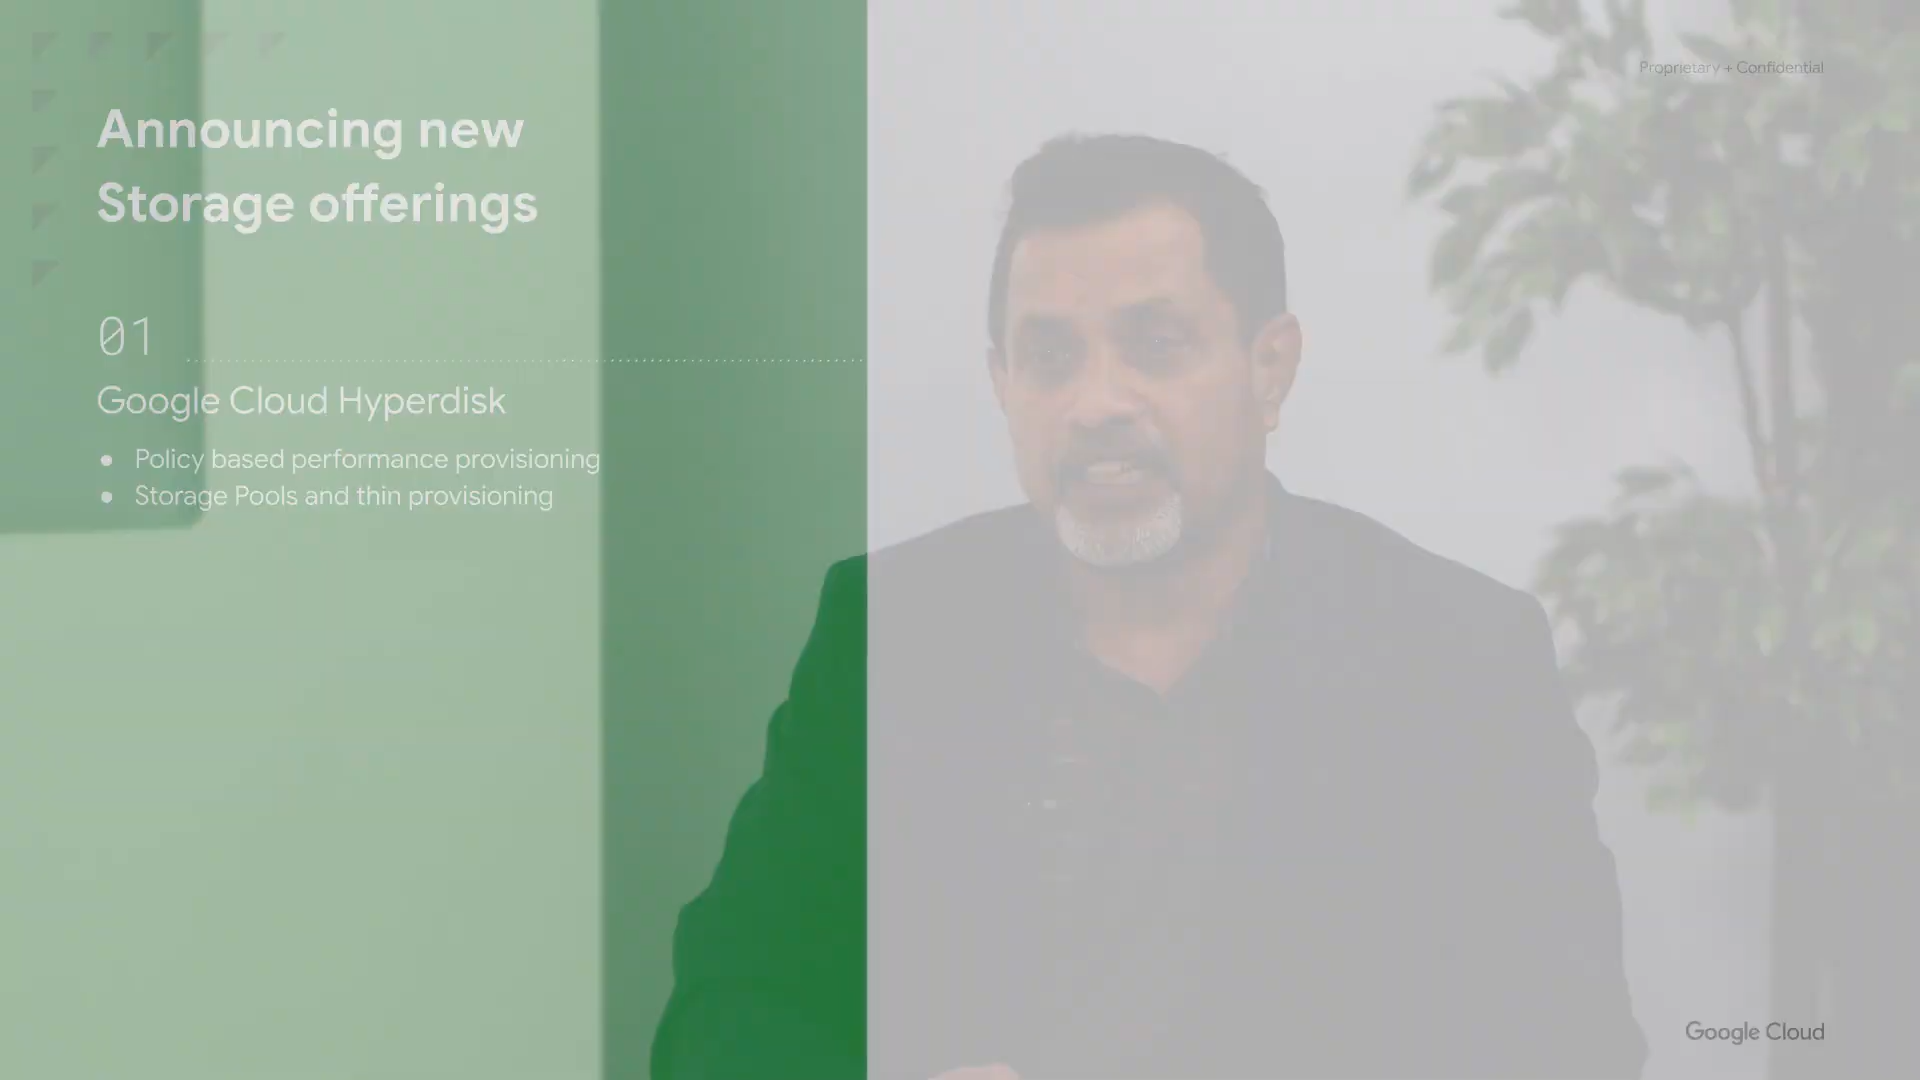 Proprietary + Confidential
Announcing new
Storage offerings
01
Google Cloud Hyperdisk
● Policy based performance provisioning
● Storage Pools and thin provisioning
Google Cloud